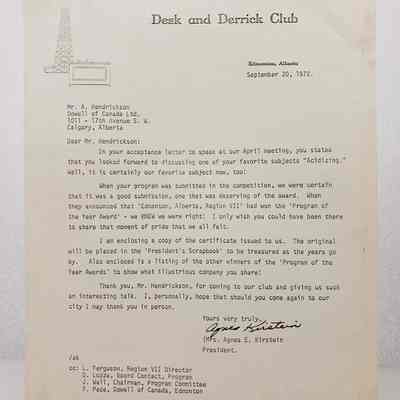 Desk and Derrick Club
Edmonton, Alberta
September 20, 1972.
Mr. A. Hendrickson
Dowell of Canada Ltd.
1011 - 17th Avenue S. W.
Calgary, Alberta
Dear Mr. Hendrickson:
In your acceptance letter to speak at our April meeting, you stated
that you looked forward to discussing one of your favorite subjects "Acidizing."
Well, it is certainly our favorite subject now, too!
When your program was submitted in the competition, we were certain
that it was a good submission, one that was deserving of the award. When
they announced that 'Edmonton, Alberta, Region VII' had won the 'Program of
the Year Award' - we KNEW we were right! I only wish you could have been there
to share that moment of pride that we all felt.
I am enclosing a copy of the certificate issued to us. The original
will be placed in the 'President's Scrapbook' to be treasured as the years go
by. Also enclosed is a listing of the other winners of the 'Program of the
Year Awards' to show what illustrious company you share!
Thank you, Mr. Hendrickson, for coming to our club and giving us such
an interesting talk. I, personally, hope that you come again to our
city I may thank you in person.
Yours very truly,
Agnes Kirstein
(Mrs. Agnes E. Kirstein
President.
/ak
cc: L. Ferguson, Region VII Director
D. Board Contact, Program
J. Wall, Chairman, Program Committee
F. Dowell of Canada, Edmonton